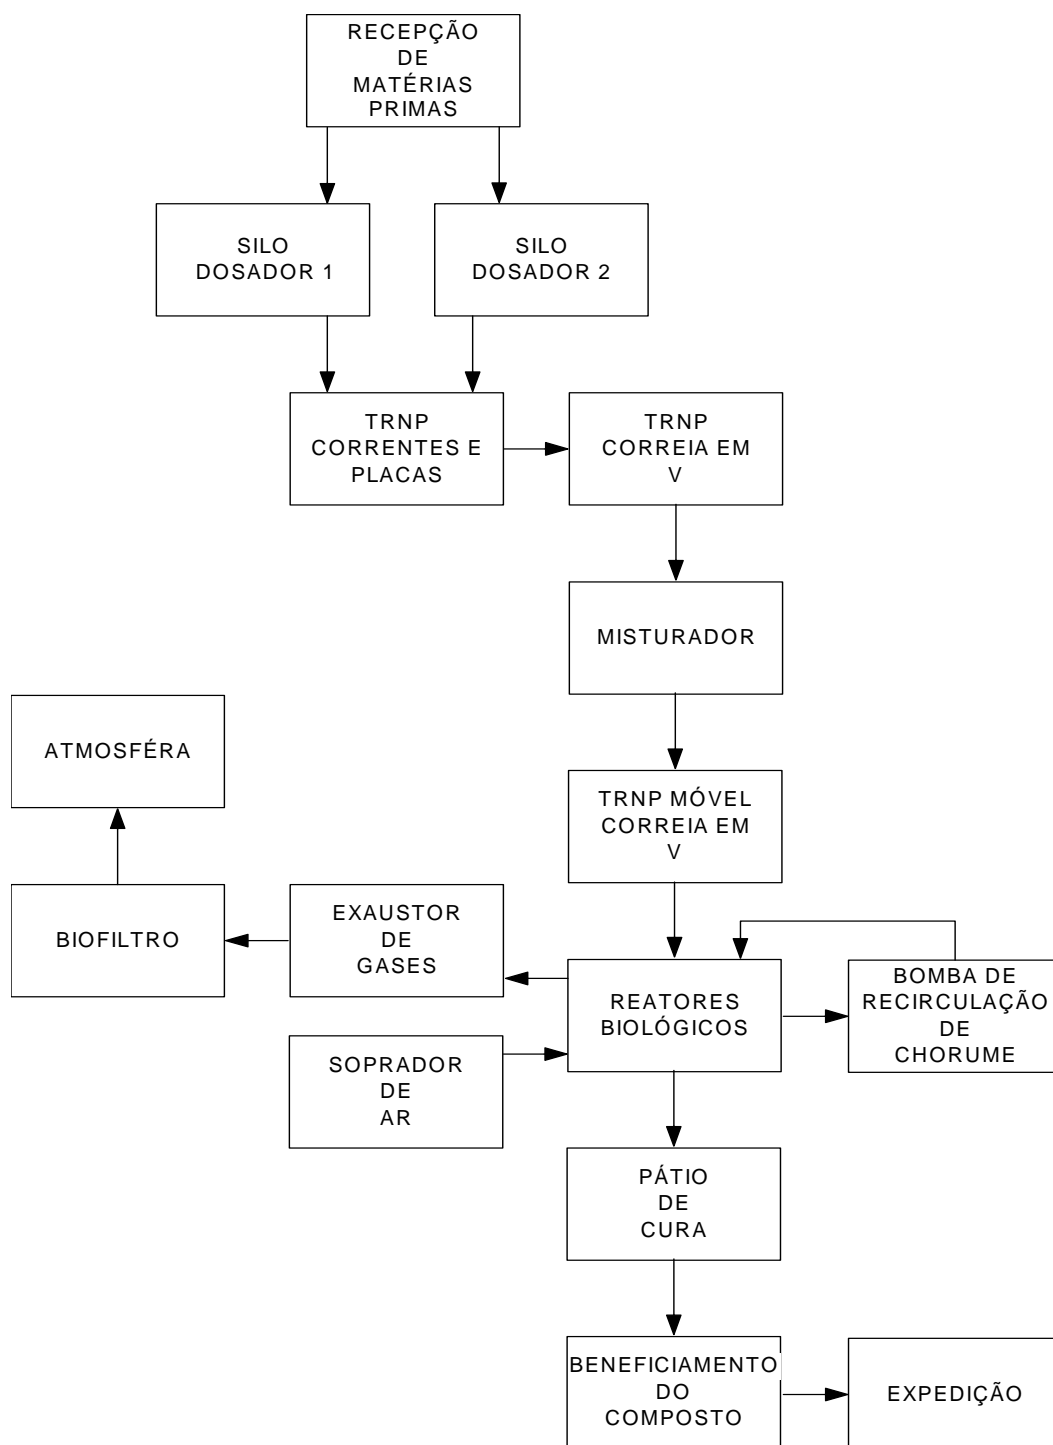 RECEPÇÃO
DE
MATÉRIAS
PRIMAS
SILO
DOSADOR 1
SILO
DOSADOR 2
TRNP
CORRENTES E
PLACAS
TRNP
CORREIA EM
V
MISTURADOR
ATMOSFÉRA
TRNP MÓVEL
CORREIA EM
V
BIOFILTRO
EXAUSTOR
DE
GASES
REATORES
BIOLÓGICOS
BOMBA DE
RECIRCULAÇÃO
DE
CHORUME
SOPRADOR
DE
AR
PÁTIO
DE
CURA
BENEFICIAMENTO
DO
COMPOSTO
EXPEDIÇÃO